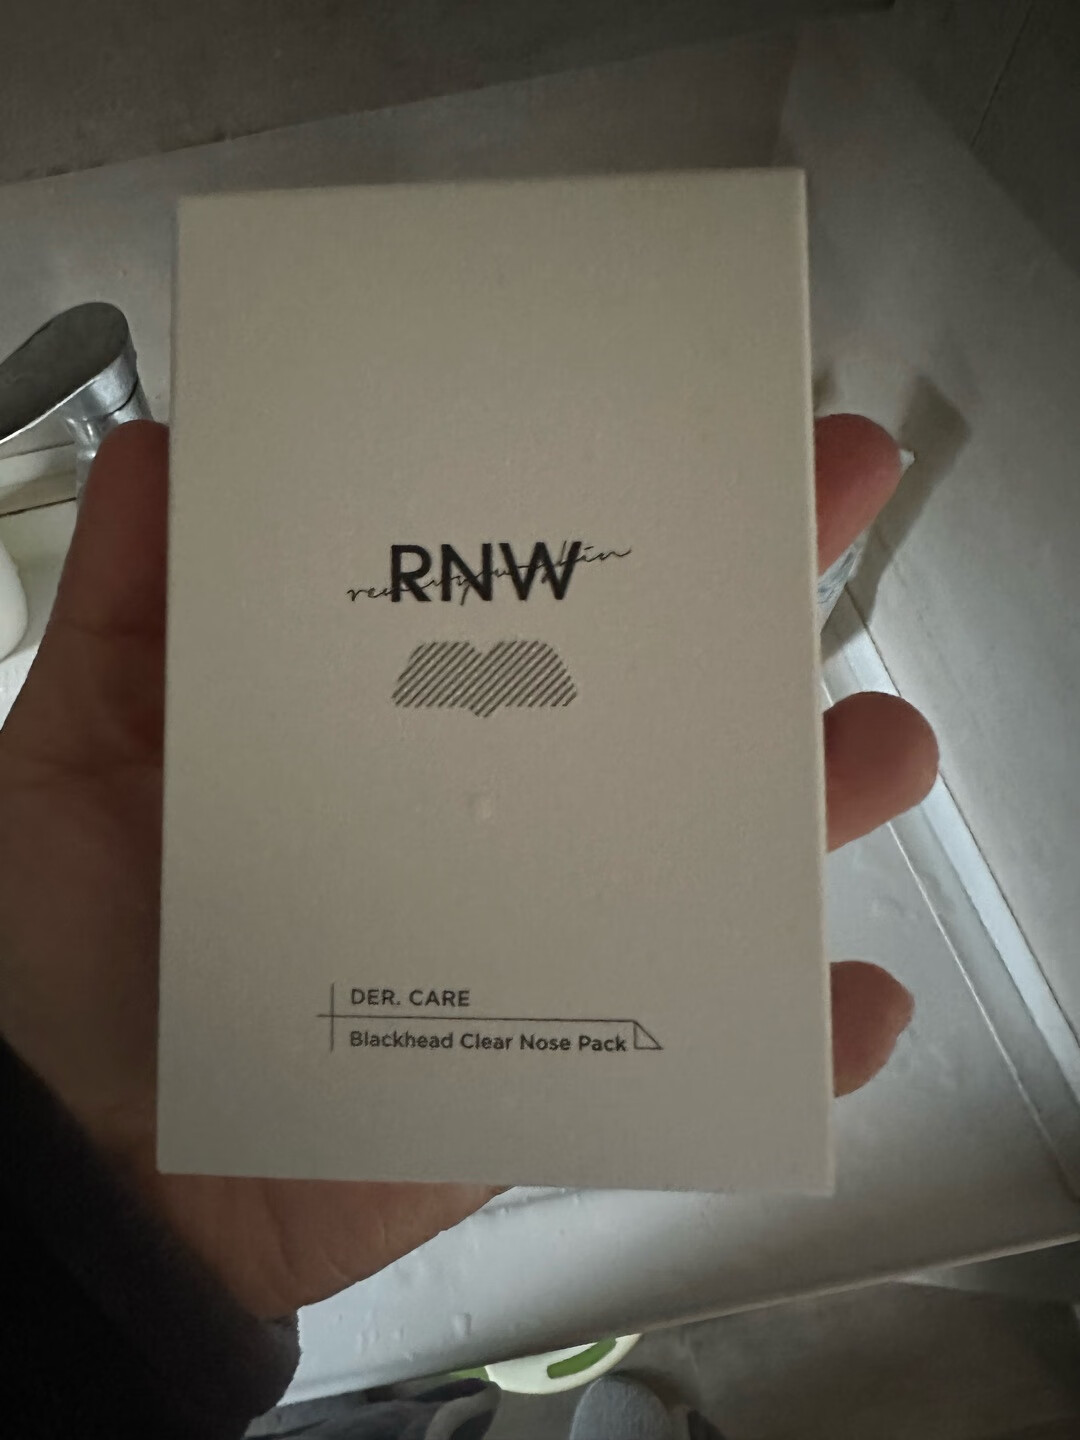 RNW
DER. CARE
Blackhead Clear Nose Pack